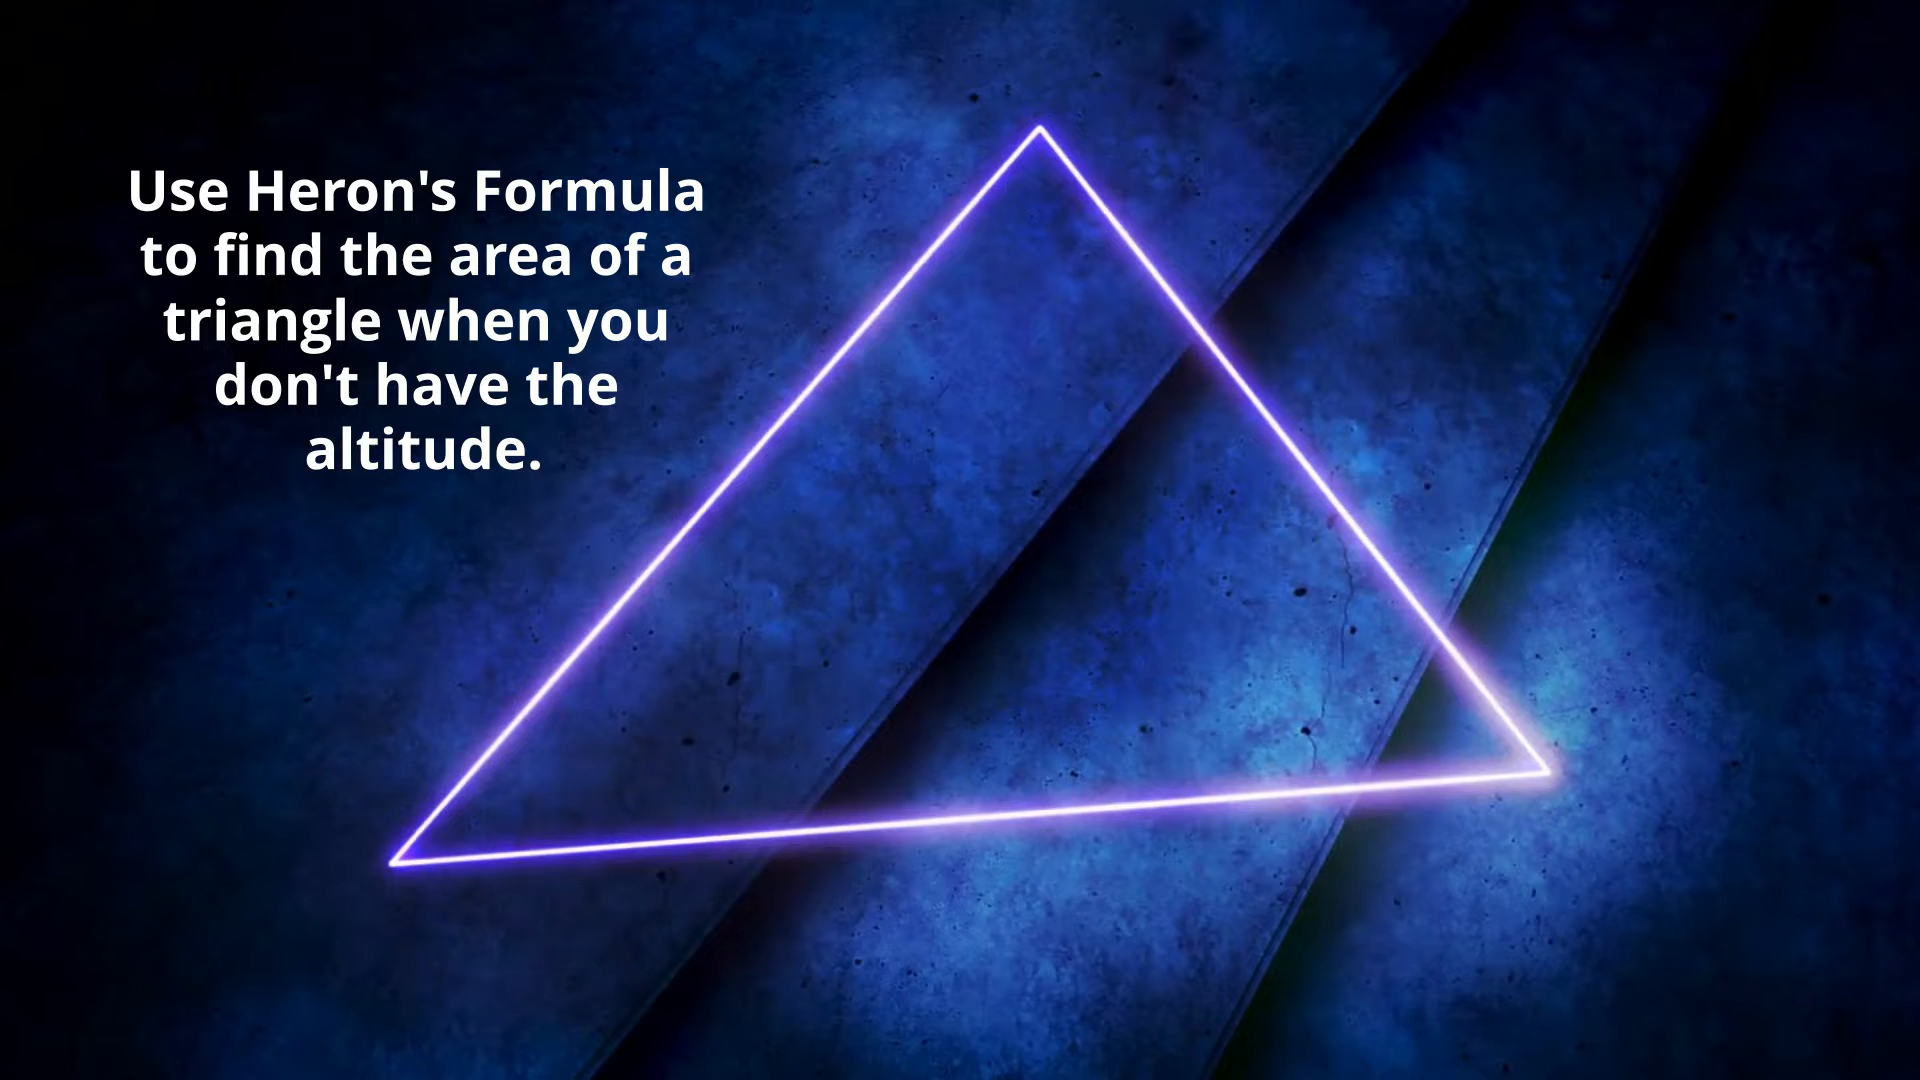 Use Heron's Formula
to find the area of a
triangle when you
don't have the
altitude.